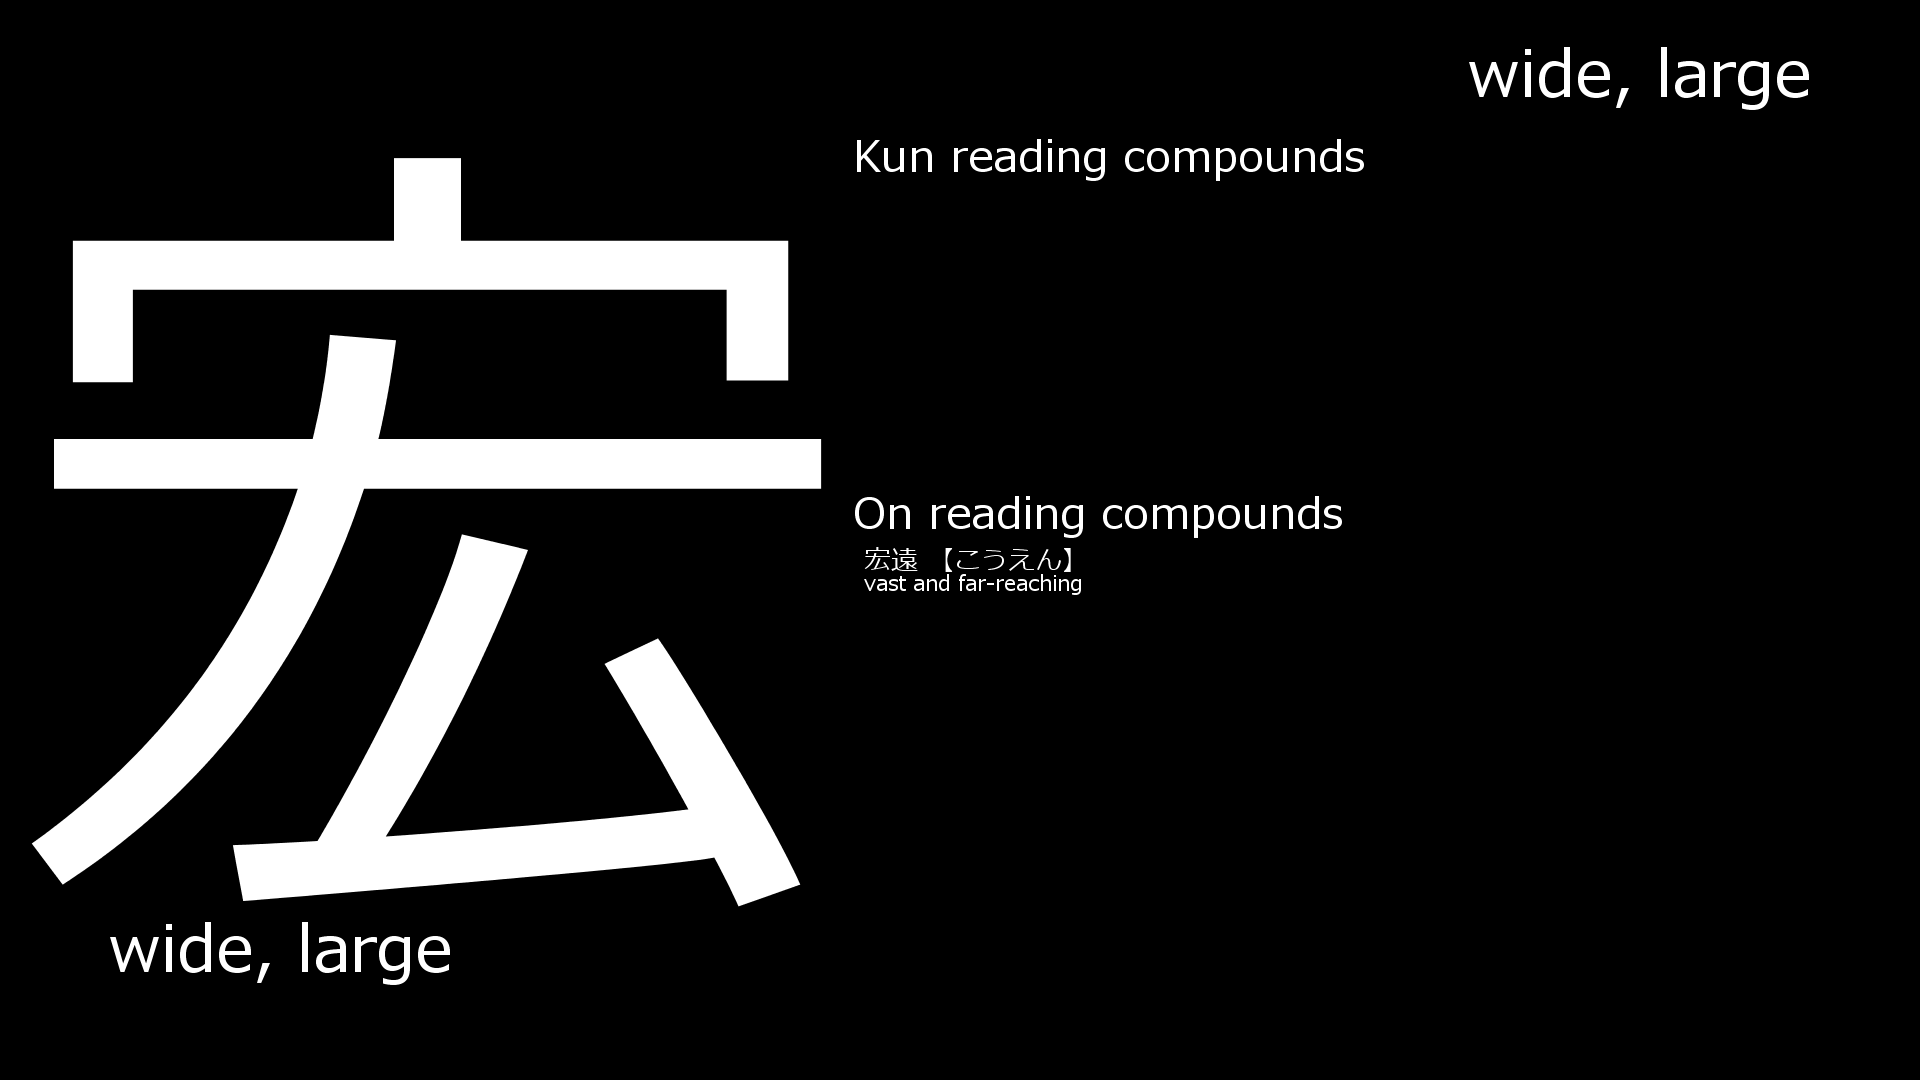 wide, large
Kun reading compounds
宏
On reading compounds
宏遠 【こうえん】
vast and far-reaching
wide, large